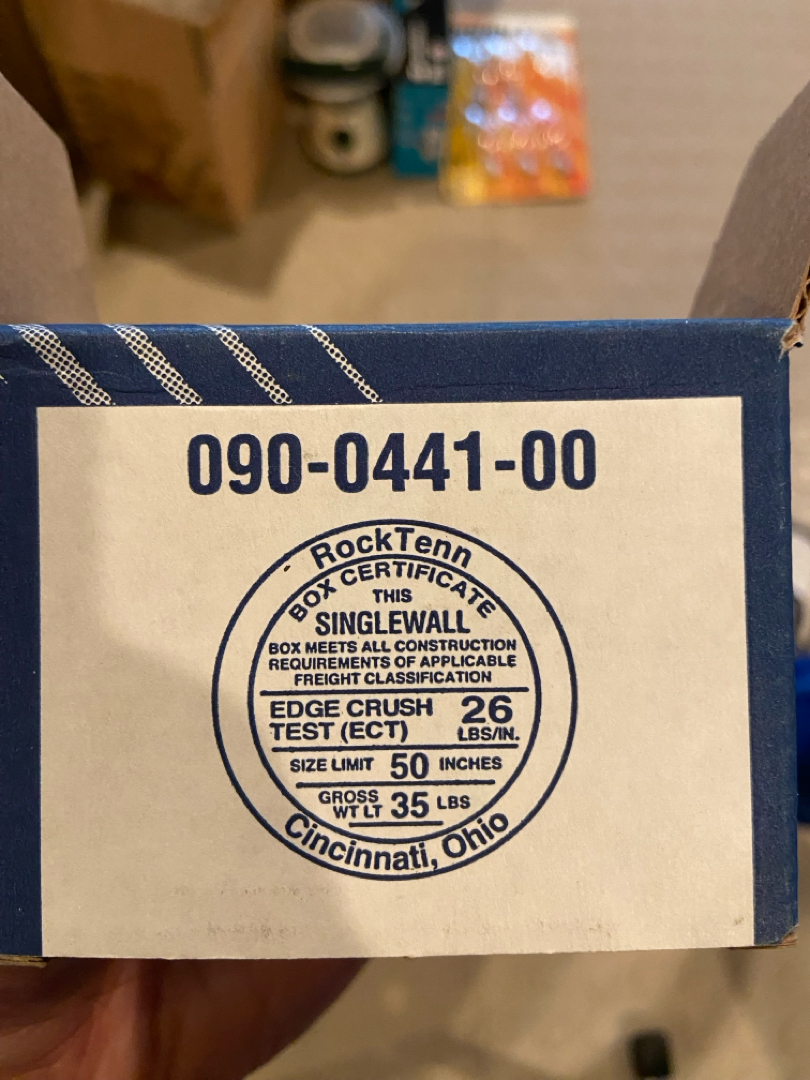 090-0441-00
RockTenn
BOX CERTIFICATE
THIS
SINGLEWALL
BOX MEETS ALL CONSTRUCTION
REQUIREMENTS OF APPLICABLE
FREIGHT CLASSIFICATION
EDGE CRUSH
TEST (ECT)
26
LBS/IN.
SIZE LIMIT 50 INCHES
GROSS
WT LT 35 LBS
Cincinnati, Ohio